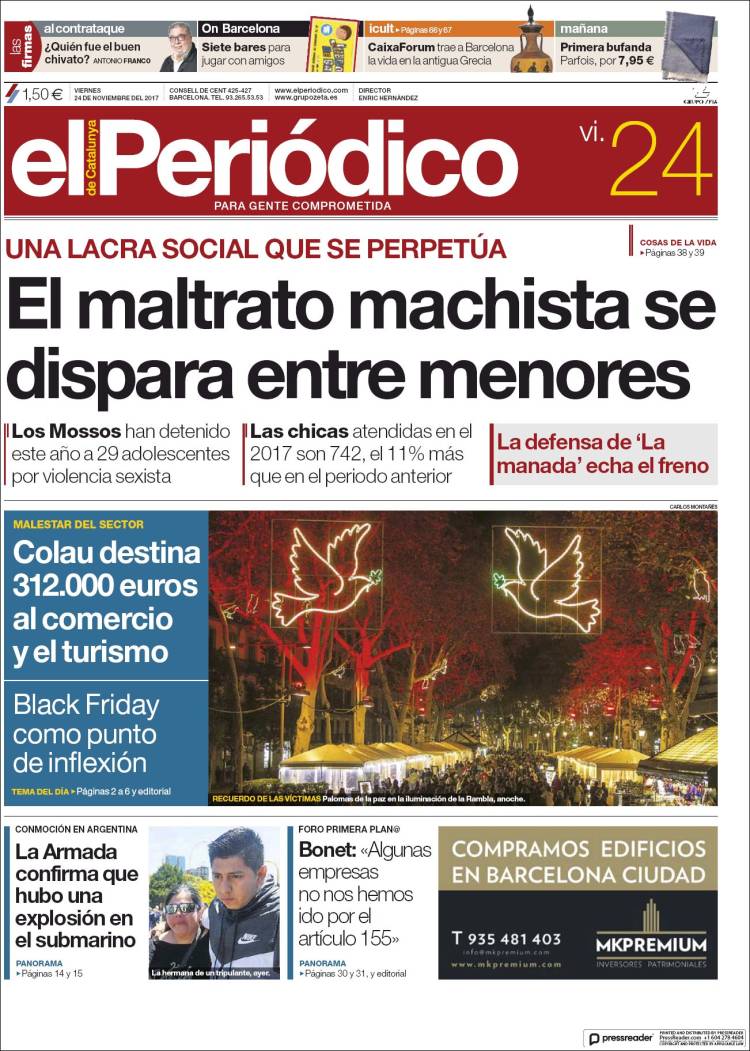 las
firmas
al contrataque
¿Quién fue el buen
chivato? ANTONIO FRANCO
On Barcelona
Siete bares para
jugar con amigos
icult ▸Páginas 66 y 67
CaixaForum trae a Barcelona
la vida en la antigua Grecia
mañana
Primera bufanda
Parfois, por 7,95 €
1,50 €
VIERNES
24 DE NOVIEMBRE DEL 2017
CONSELL DE CENT 425-427
BARCELONA. TEL. 93.265.53.53
www.elperiodico.com
www.grupozeta.es
DIRECTOR
ENRIC HERNÀNDEZ
GRUPO ZETA
el Periódico
de Catalunya
PARA GENTE COMPROMETIDA
vi. 24
UNA LACRA SOCIAL QUE SE PERPETÚA
COSAS DE LA VIDA
▸Páginas 38 y 39
El maltrato machista se
dispara entre menores
Los Mossos han detenido
este año a 29 adolescentes
por violencia sexista
Las chicas atendidas en el
2017 son 742, el 11% más
que en el periodo anterior
La defensa de ‘La
manada’ echa el freno
CARLOS MONTAÑÉS
MALESTAR DEL SECTOR
Colau destina
312.000 euros
al comercio
y el turismo
Black Friday
como punto
de inflexión
TEMA DEL DÍA ▸Páginas 2 a 6 y editorial
RECUERDO DE LAS VÍCTIMAS Palomas de la paz en la iluminación de la Rambla, anoche.
CONMOCIÓN EN ARGENTINA
La Armada
confirma que
hubo una
explosión en
el submarino
PANORAMA
▸Páginas 14 y 15
La hermana de un tripulante, ayer.
FORO PRIMERA PLAN@
Bonet: «Algunas
empresas
no nos hemos
ido por el
artículo 155»
PANORAMA
▸Páginas 30 y 31, y editorial
COMPRAMOS EDIFICIOS
EN BARCELONA CIUDAD
T 935 481 403
info@mkpremium.com
www.mkpremium.com
MKPREMIUM
INVERSORES PATRIMONIALES
pressreader
PRINTED AND DISTRIBUTED BY PRESSREADER
PressReader.com +1 604 278 4604
COPYRIGHT AND PROTECTED BY APPLICABLE LAW